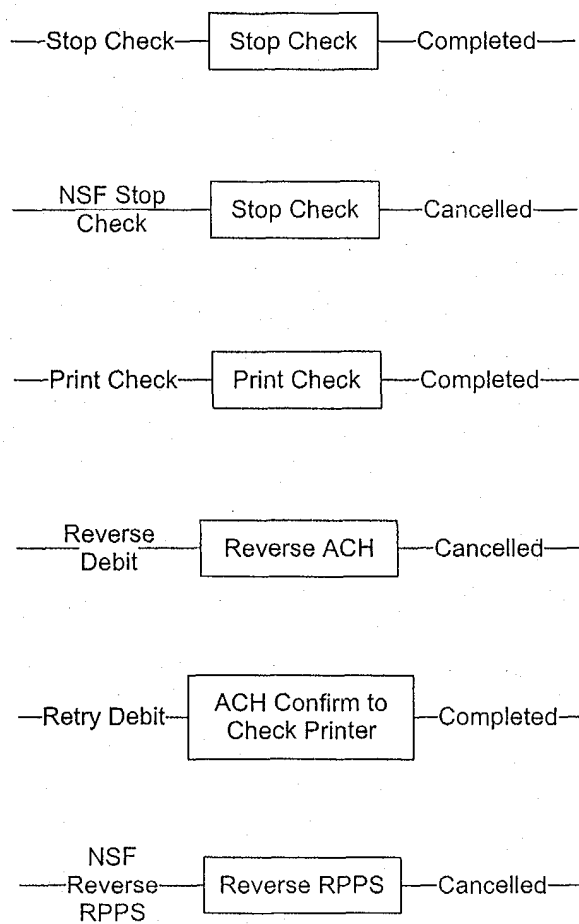 Stop Check Stop Check Completed
NSF Stop
Check Stop Check Cancelled
Print Check Print Check Completed
Reverse
Debit Reverse ACH Cancelled
Retry Debit ACH Confirm to
Check Printer Completed
NSF
Reverse
RPPS Reverse RPPS Cancelled